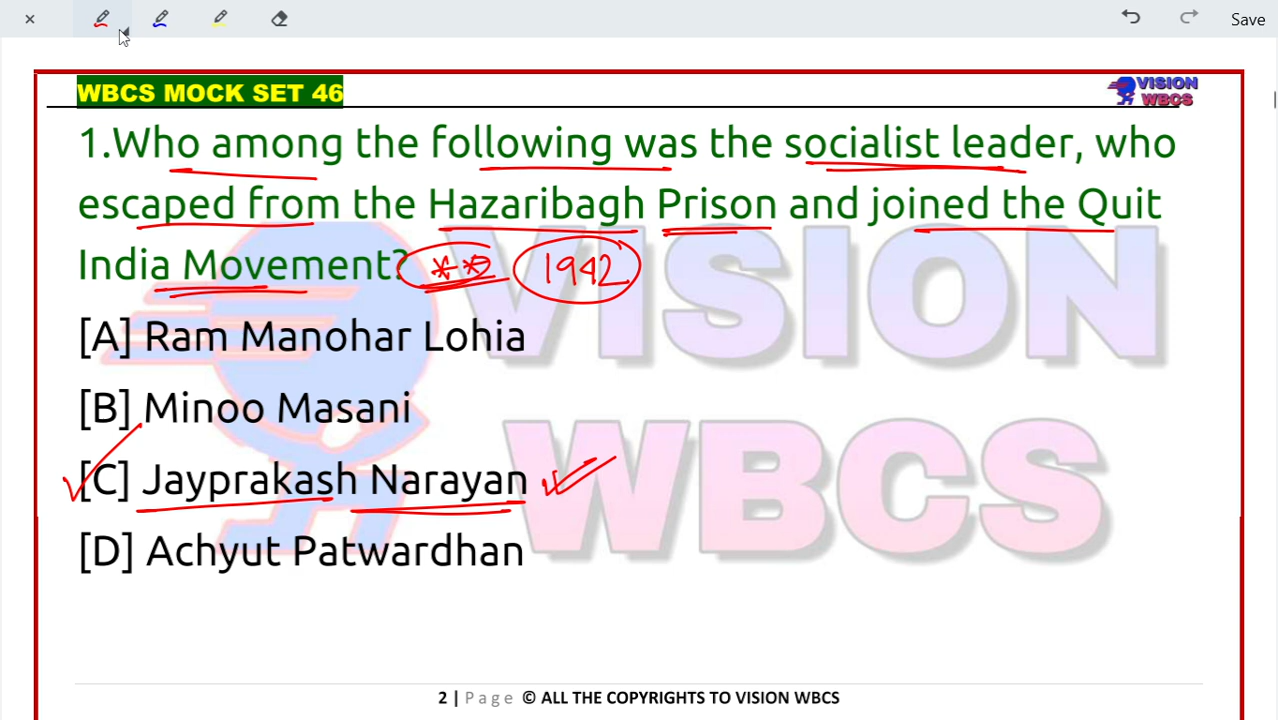 Save
WBCS MOCK SET 46
VISION
WBCS
1.Who among the following was the socialist leader, who
escaped from the Hazaribagh Prison and joined the Quit
India Movement? ** 1942
[A] Ram Manohar Lohia
[B] Minoo Masani
[C] Jayprakash Narayan
[D] Achyut Patwardhan
VISION
WBCS
2 | Page © ALL THE COPYRIGHTS TO VISION WBCS